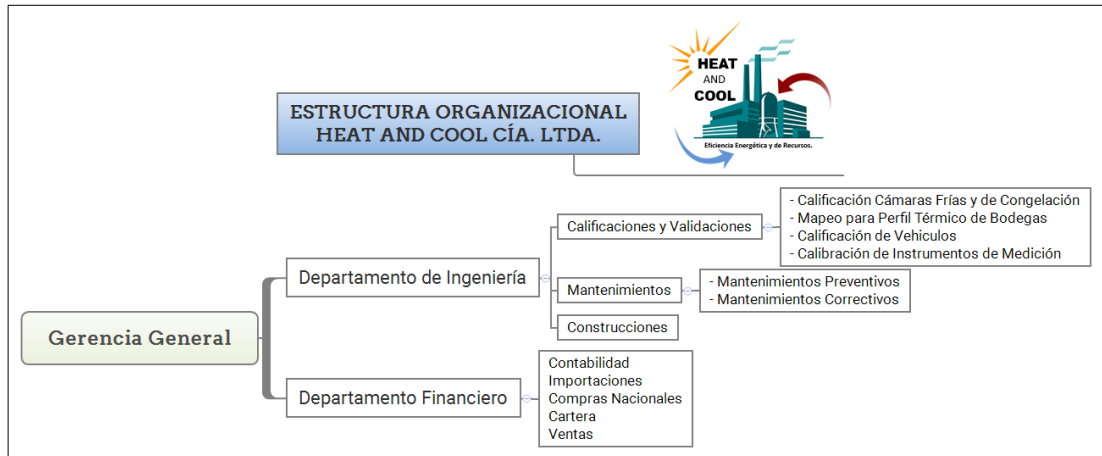 HEAT
AND
COOL
Eficiencia Energética y de Recursos.
ESTRUCTURA ORGANIZACIONAL
HEAT AND COOL CÍA. LTDA.
Gerencia General
Departamento de Ingeniería
Calificaciones y Validaciones
- Calificación Cámaras Frías y de Congelación
- Mapeo para Perfil Térmico de Bodegas
- Calificación de Vehiculos
- Calibración de Instrumentos de Medición
Mantenimientos
- Mantenimientos Preventivos
- Mantenimientos Correctivos
Construcciones
Departamento Financiero
Contabilidad
Importaciones
Compras Nacionales
Cartera
Ventas